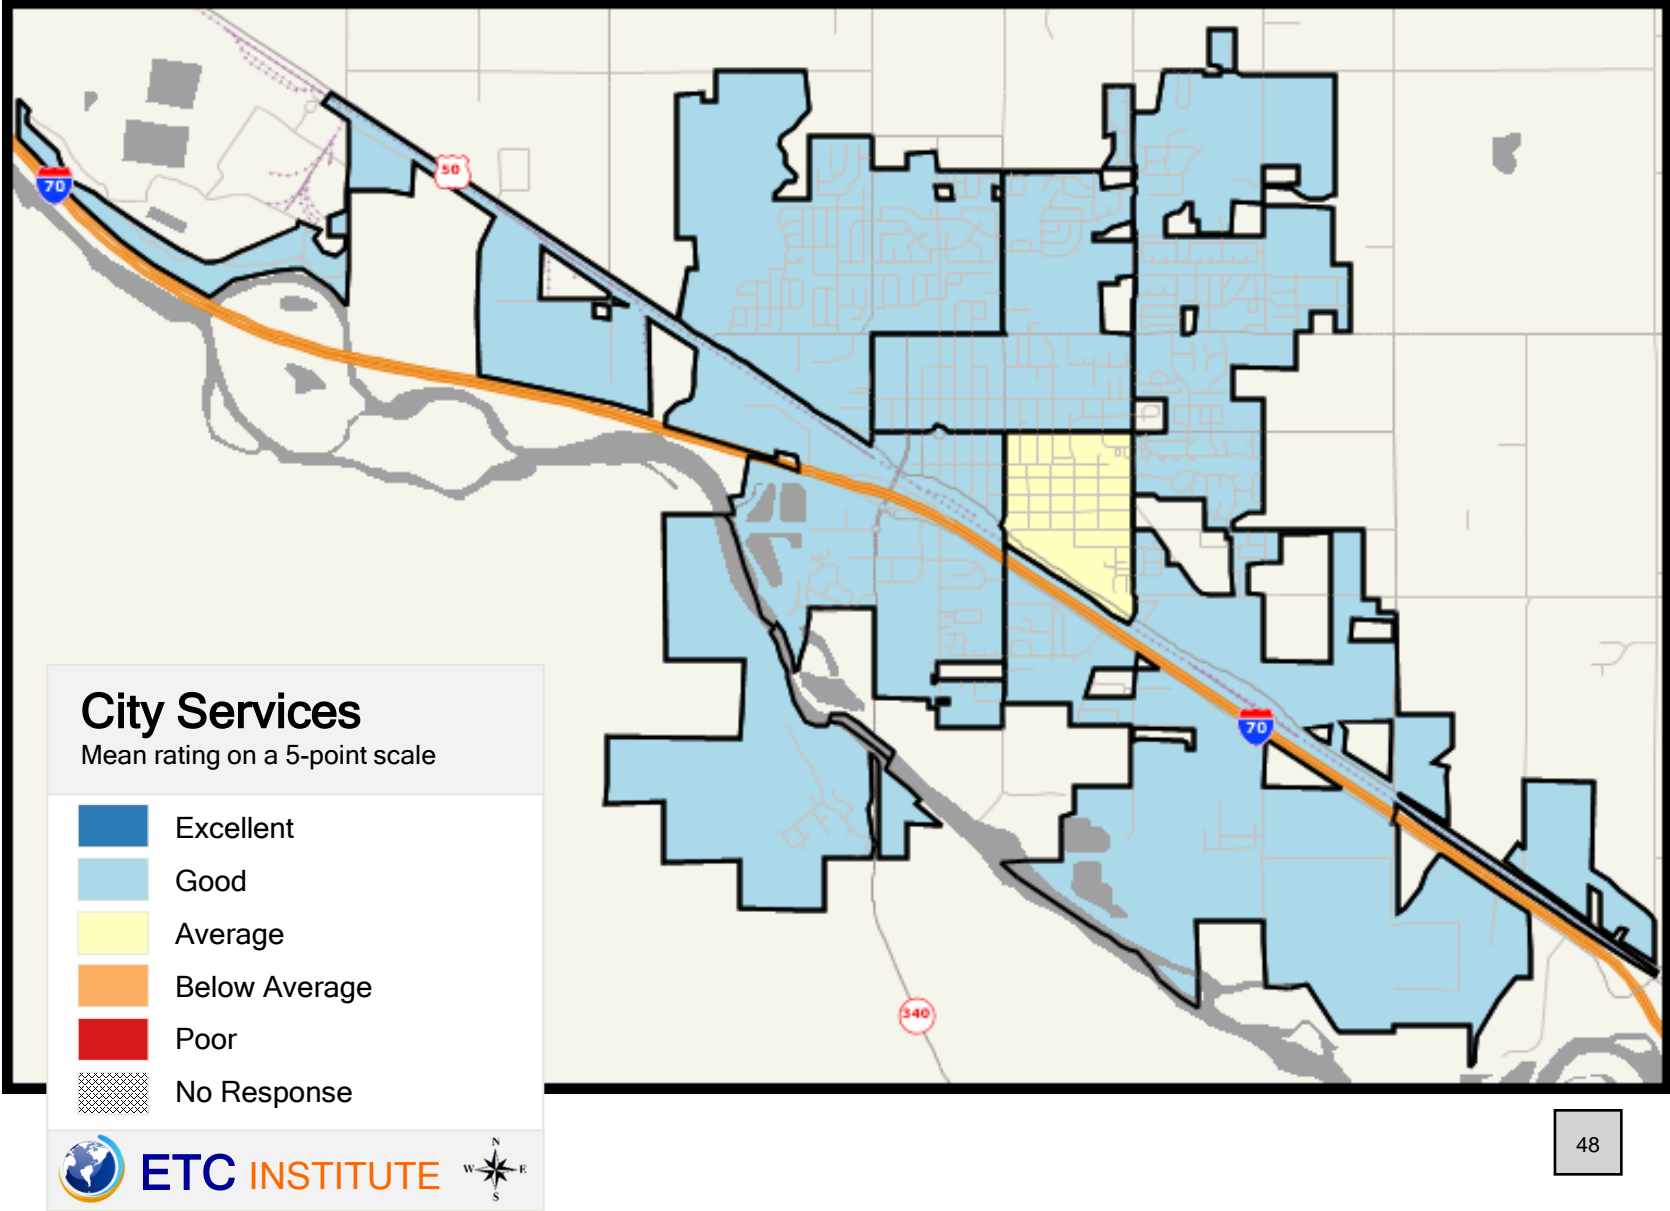 50
70
70
City Services
Mean rating on a 5-point scale
Excellent
Good
Average
Below Average
Poor
No Response
340
ETC INSTITUTE
N
W E
S
48